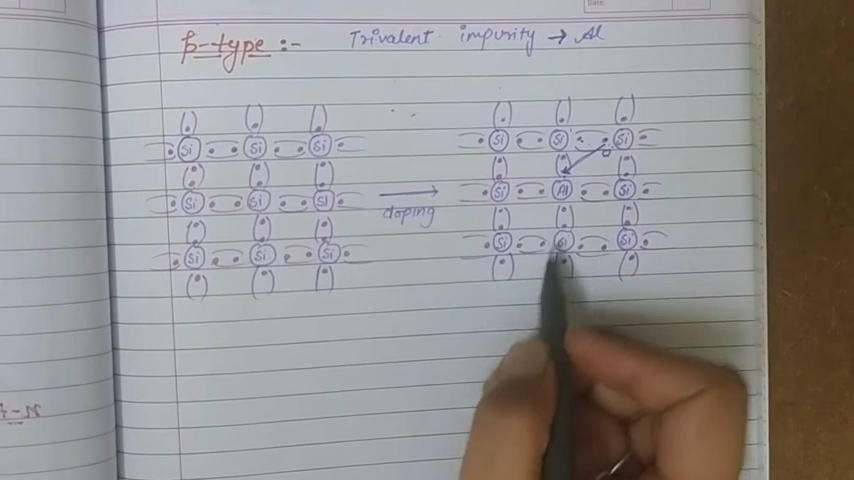 p-type :- Trivalent impurity → Al
Si Si Si Si Si Si
Si Si Si Si Al Si
doping
Si Si Si Si Si Si
Date